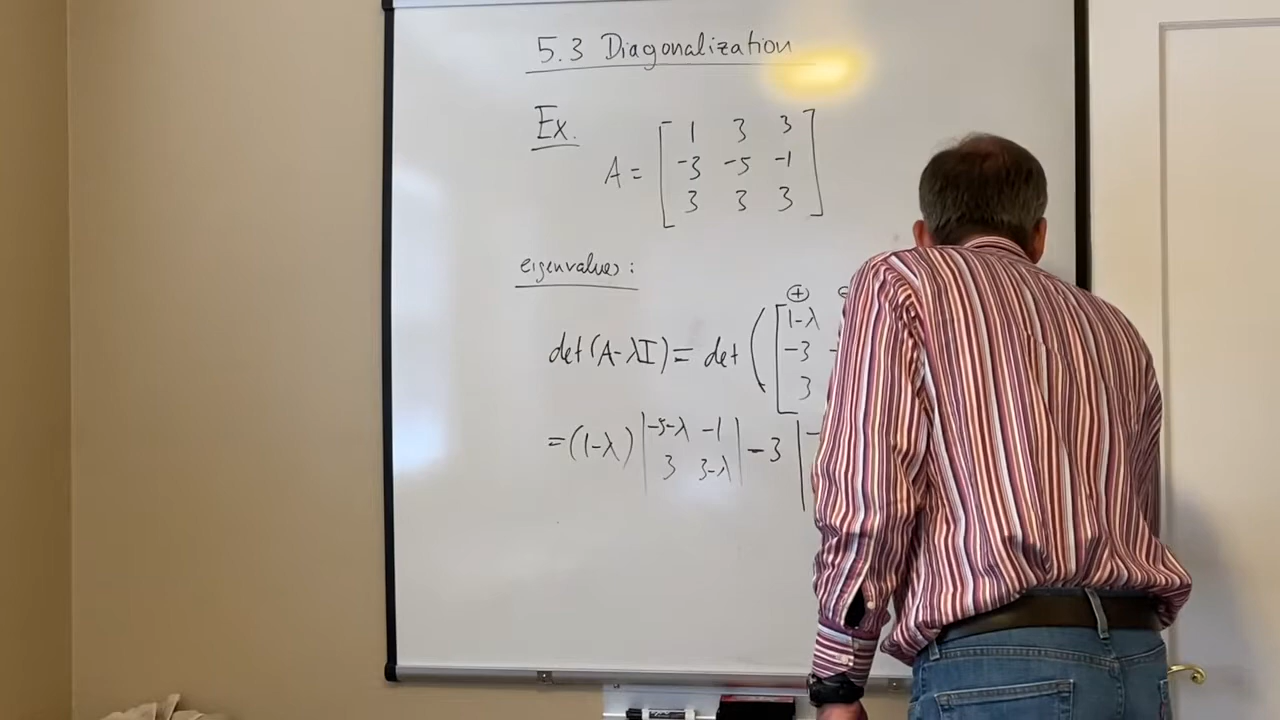 5.3 Diagonalization
Ex.
A = [ 1 3 3
-3 -5 -1
3 3 3 ]
eigenvalues:
⊕
det(A-λI) = det ( [ 1-λ
-3
3
=(1-λ) | -5-λ -1 | -3 |
3 3-λ